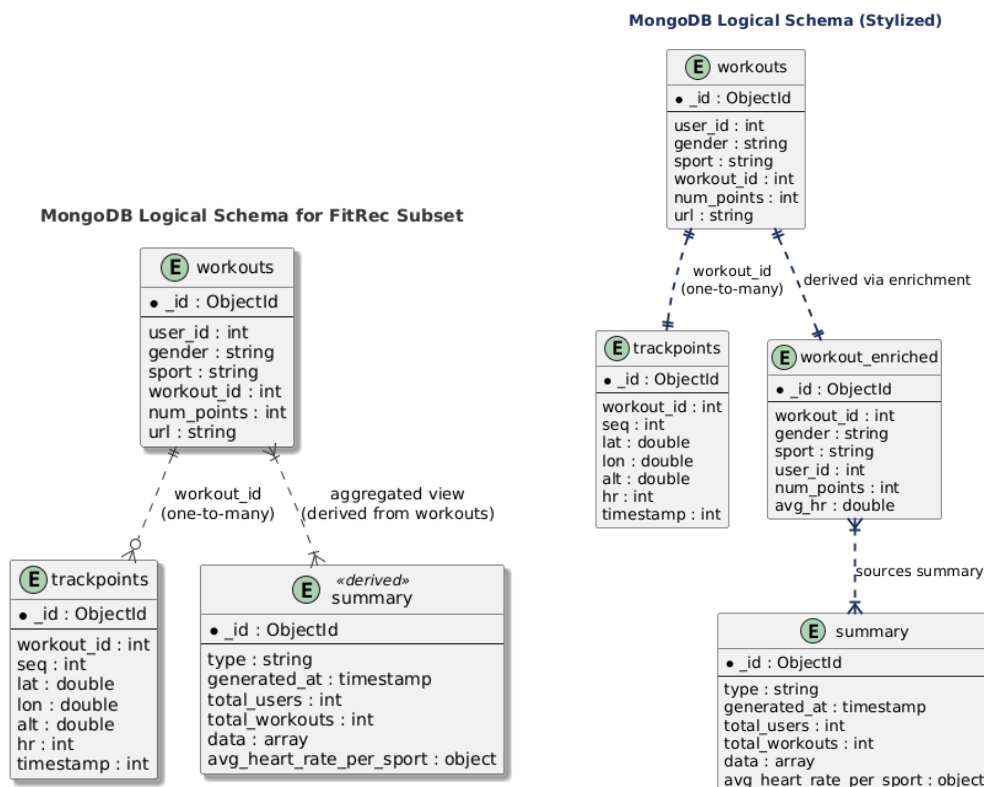 MongoDB Logical Schema for FitRec Subset
E workouts
_id : ObjectId
user_id : int
gender : string
sport : string
workout_id : int
num_points : int
url : string
workout_id
(one-to-many)
aggregated view
(derived from workouts)
E trackpoints
_id : ObjectId
workout_id : int
seq : int
lat : double
lon : double
alt : double
hr : int
timestamp : int
E «derived»
summary
_id : ObjectId
type : string
generated_at : timestamp
total_users : int
total_workouts : int
data : array
avg_heart_rate_per_sport : object
MongoDB Logical Schema (Stylized)
E workouts
_id : ObjectId
user_id : int
gender : string
sport : string
workout_id : int
num_points : int
url : string
workout_id
(one-to-many)
derived via enrichment
E trackpoints
_id : ObjectId
workout_id : int
seq : int
lat : double
lon : double
alt : double
hr : int
timestamp : int
E workout_enriched
_id : ObjectId
workout_id : int
gender : string
sport : string
user_id : int
num_points : int
avg_hr : double
sources summary
E summary
_id : ObjectId
type : string
generated_at : timestamp
total_users : int
total_workouts : int
data : array
avg_heart_rate_per_sport : object